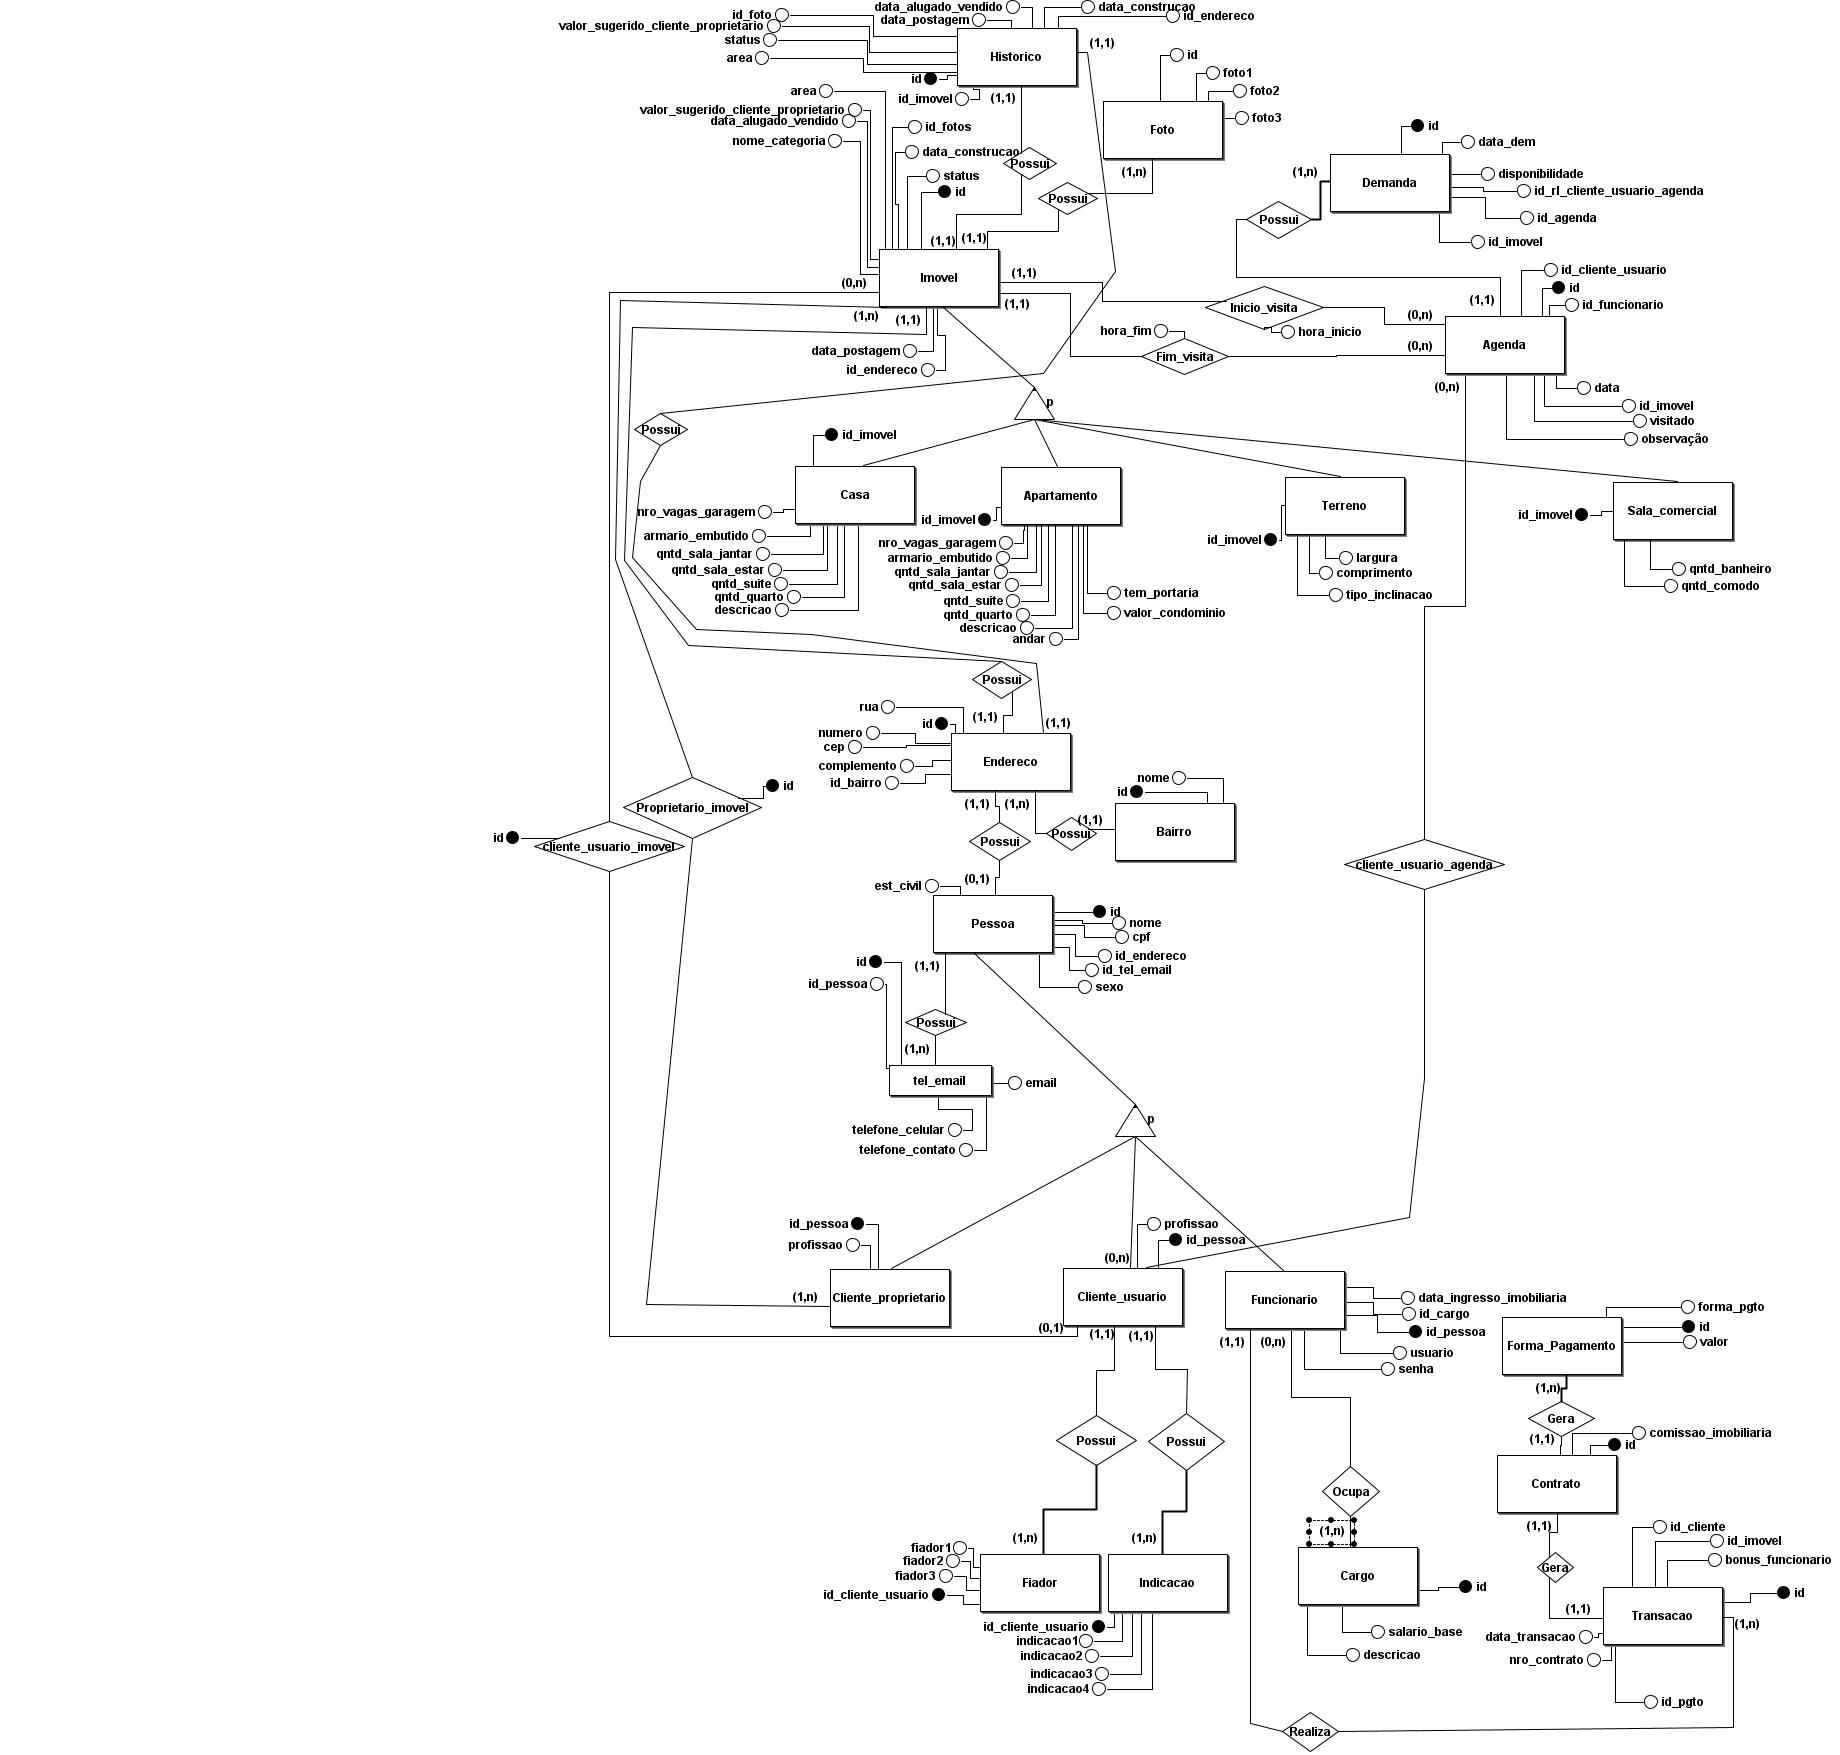 data_alugado_vendido
data_construcao
id_foto
data_postagem
id_endereco
valor_sugerido_cliente_proprietario
status
area
Historico
(1,1)
id
id_imovel
(1,1)
id
foto1
foto2
foto3
Foto
(1,n)
area
valor_sugerido_cliente_proprietario
data_alugado_vendido
nome_categoria
id_fotos
data_construcao
status
id
Possui
Possui
id
data_dem
disponibilidade
id_rl_cliente_usuario_agenda
id_agenda
id_imovel
Demanda
(1,n)
Possui
(1,1)
(1,1)
Imovel
(0,n)
(1,n)
(1,1)
(1,1)
(1,1)
data_postagem
id_endereco
Inicio_visita
hora_inicio
hora_fim
Fim_visita
(0,n)
(0,n)
(1,1)
id_cliente_usuario
id
id_funcionario
Agenda
(0,n)
data
id_imovel
visitado
observação
p
Possui
id_imovel
Casa
nro_vagas_garagem
armario_embutido
qntd_sala_jantar
qntd_sala_estar
qntd_suite
qntd_quarto
descricao
Apartamento
id_imovel
nro_vagas_garagem
armario_embutido
qntd_sala_jantar
qntd_sala_estar
qntd_suite
qntd_quarto
descricao
andar
tem_portaria
valor_condominio
Terreno
id_imovel
largura
comprimento
tipo_inclinacao
Sala_comercial
id_imovel
qntd_banheiro
qntd_comodo
Possui
(1,1)
(1,1)
rua
id
numero
cep
complemento
id_bairro
Endereco
(1,1)
(1,n)
Possui
Possui
(1,1)
nome
id
Bairro
Proprietario_imovel
id
id
cliente_usuario_imovel
cliente_usuario_agenda
(0,1)
est_civil
Pessoa
id
nome
cpf
id_endereco
id_tel_email
sexo
(1,1)
id
id_pessoa
Possui
(1,n)
tel_email
email
telefone_celular
telefone_contato
p
id_pessoa
profissao
Cliente_proprietario
(1,n)
profissao
id_pessoa
(0,n)
Cliente_usuario
(0,1)
(1,1)
(1,1)
Funcionario
data_ingresso_imobiliaria
id_cargo
id_pessoa
usuario
senha
(1,1)
(0,n)
forma_pgto
id
valor
Forma_Pagamento
(1,n)
Gera
(1,1)
comissao_imobiliaria
id
Contrato
(1,1)
Gera
(1,1)
Possui
Possui
Ocupa
(1,n)
(1,n)
(1,n)
fiador1
fiador2
fiador3
id_cliente_usuario
Fiador
Indicacao
id_cliente_usuario
indicacao1
indicacao2
indicacao3
indicacao4
Cargo
id
salario_base
descricao
id_cliente
id_imovel
bonus_funcionario
id
Transacao
(1,n)
data_transacao
nro_contrato
id_pgto
Realiza